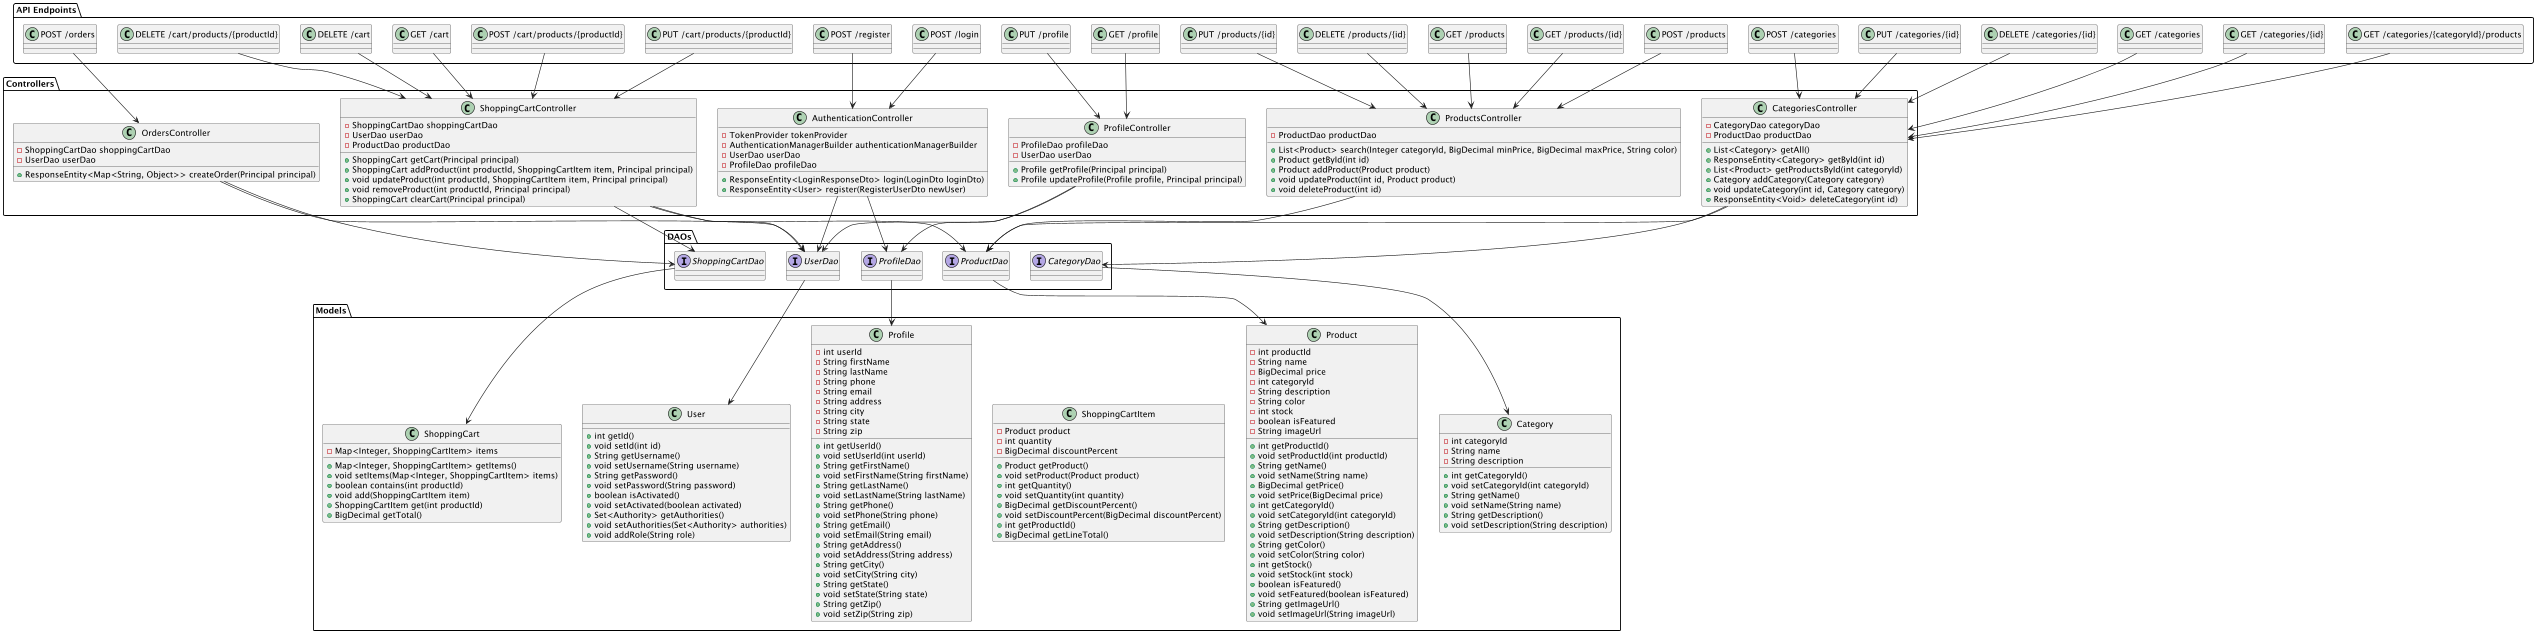 API Endpoints
POST /orders
DELETE /cart/products/{productId}
DELETE /cart
GET /cart
POST /cart/products/{productId}
PUT /cart/products/{productId}
POST /register
POST /login
PUT /profile
GET /profile
PUT /products/{id}
DELETE /products/{id}
GET /products
GET /products/{id}
POST /products
POST /categories
PUT /categories/{id}
DELETE /categories/{id}
GET /categories
GET /categories/{id}
GET /categories/{categoryId}/products
Controllers
OrdersController
ShoppingCartDao shoppingCartDao
UserDao userDao
ResponseEntity<Map<String, Object>> createOrder(Principal principal)
ShoppingCartController
ShoppingCartDao shoppingCartDao
UserDao userDao
ProductDao productDao
ShoppingCart getCart(Principal principal)
ShoppingCart addProduct(int productId, ShoppingCartItem item, Principal principal)
void updateProduct(int productId, ShoppingCartItem item, Principal principal)
void removeProduct(int productId, Principal principal)
ShoppingCart clearCart(Principal principal)
AuthenticationController
TokenProvider tokenProvider
AuthenticationManagerBuilder authenticationManagerBuilder
UserDao userDao
ProfileDao profileDao
ResponseEntity<LoginResponseDto> login(LoginDto loginDto)
ResponseEntity<User> register(RegisterUserDto newUser)
ProfileController
ProfileDao profileDao
UserDao userDao
Profile getProfile(Principal principal)
Profile updateProfile(Profile profile, Principal principal)
ProductsController
ProductDao productDao
List<Product> search(Integer categoryId, BigDecimal minPrice, BigDecimal maxPrice, String color)
Product getById(int id)
Product addProduct(Product product)
void updateProduct(int id, Product product)
void deleteProduct(int id)
CategoriesController
CategoryDao categoryDao
ProductDao productDao
List<Category> getAll()
ResponseEntity<Category> getById(int id)
List<Product> getProductsById(int categoryId)
Category addCategory(Category category)
void updateCategory(int id, Category category)
ResponseEntity<Void> deleteCategory(int id)
DAOs
ShoppingCartDao
UserDao
ProfileDao
ProductDao
CategoryDao
Models
ShoppingCart
Map<Integer, ShoppingCartItem> items
Map<Integer, ShoppingCartItem> getItems()
void setItems(Map<Integer, ShoppingCartItem> items)
boolean contains(int productId)
void add(ShoppingCartItem item)
ShoppingCartItem get(int productId)
BigDecimal getTotal()
User
int getId()
void setId(int id)
String getUsername()
void setUsername(String username)
String getPassword()
void setPassword(String password)
boolean isActivated()
void setActivated(boolean activated)
Set<Authority> getAuthorities()
void setAuthorities(Set<Authority> authorities)
void addRole(String role)
Profile
int userId
String firstName
String lastName
String phone
String email
String address
String city
String state
String zip
int getUserId()
void setUserId(int userId)
String getFirstName()
void setFirstName(String firstName)
String getLastName()
void setLastName(String lastName)
String getPhone()
void setPhone(String phone)
String getEmail()
void setEmail(String email)
String getAddress()
void setAddress(String address)
String getCity()
void setCity(String city)
String getState()
void setState(String state)
String getZip()
void setZip(String zip)
ShoppingCartItem
Product product
int quantity
BigDecimal discountPercent
Product getProduct()
void setProduct(Product product)
int getQuantity()
void setQuantity(int quantity)
BigDecimal getDiscountPercent()
void setDiscountPercent(BigDecimal discountPercent)
int getProductId()
BigDecimal getLineTotal()
Product
int productId
String name
BigDecimal price
int categoryId
String description
String color
int stock
boolean isFeatured
String imageUrl
int getProductId()
void setProductId(int productId)
String getName()
void setName(String name)
BigDecimal getPrice()
void setPrice(BigDecimal price)
int getCategoryId()
void setCategoryId(int categoryId)
String getDescription()
void setDescription(String description)
String getColor()
void setColor(String color)
int getStock()
void setStock(int stock)
boolean isFeatured()
void setFeatured(boolean isFeatured)
String getImageUrl()
void setImageUrl(String imageUrl)
Category
int categoryId
String name
String description
int getCategoryId()
void setCategoryId(int categoryId)
String getName()
void setName(String name)
String getDescription()
void setDescription(String description)